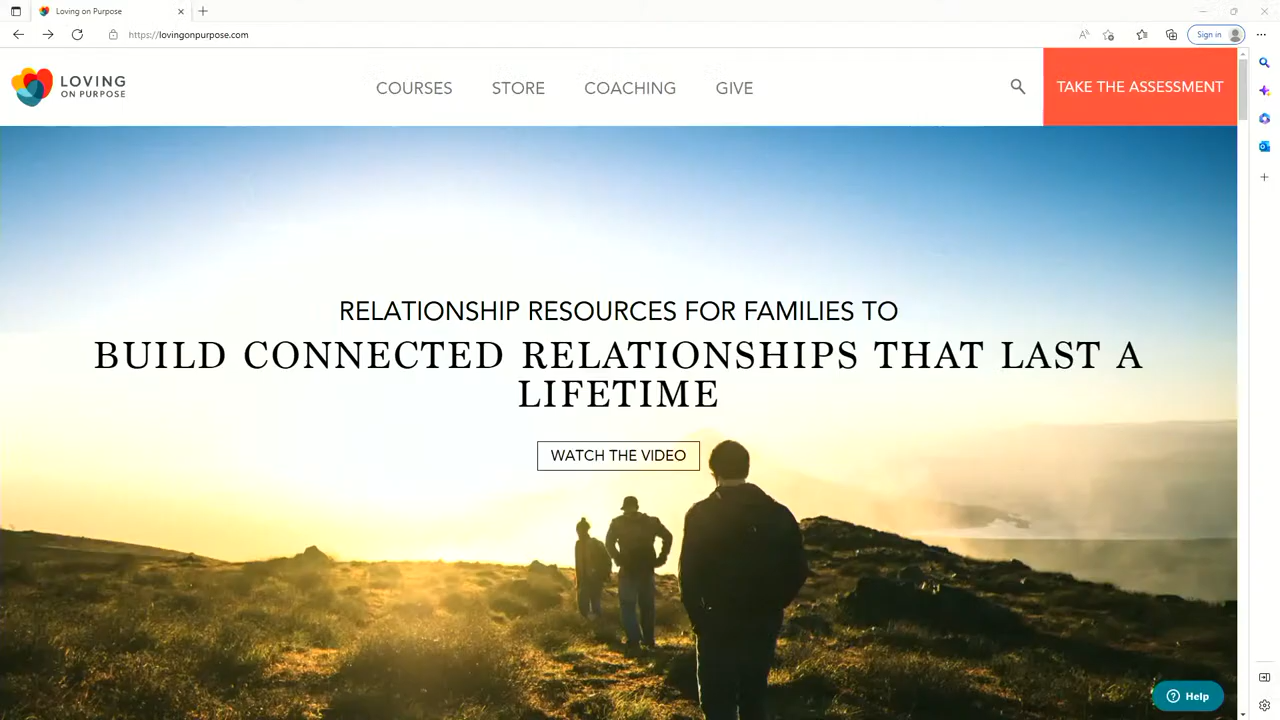 Loving on Purpose
https://lovingonpurpose.com
Sign in
LOVING
ON PURPOSE
COURSES
STORE
COACHING
GIVE
TAKE THE ASSESSMENT
RELATIONSHIP RESOURCES FOR FAMILIES TO
BUILD CONNECTED RELATIONSHIPS THAT LAST A
LIFETIME
WATCH THE VIDEO
Help